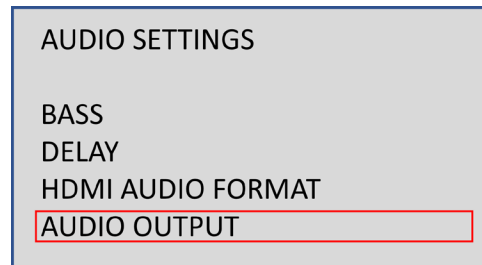 AUDIO SETTINGS
BASS
DELAY
HDMI AUDIO FORMAT
AUDIO OUTPUT